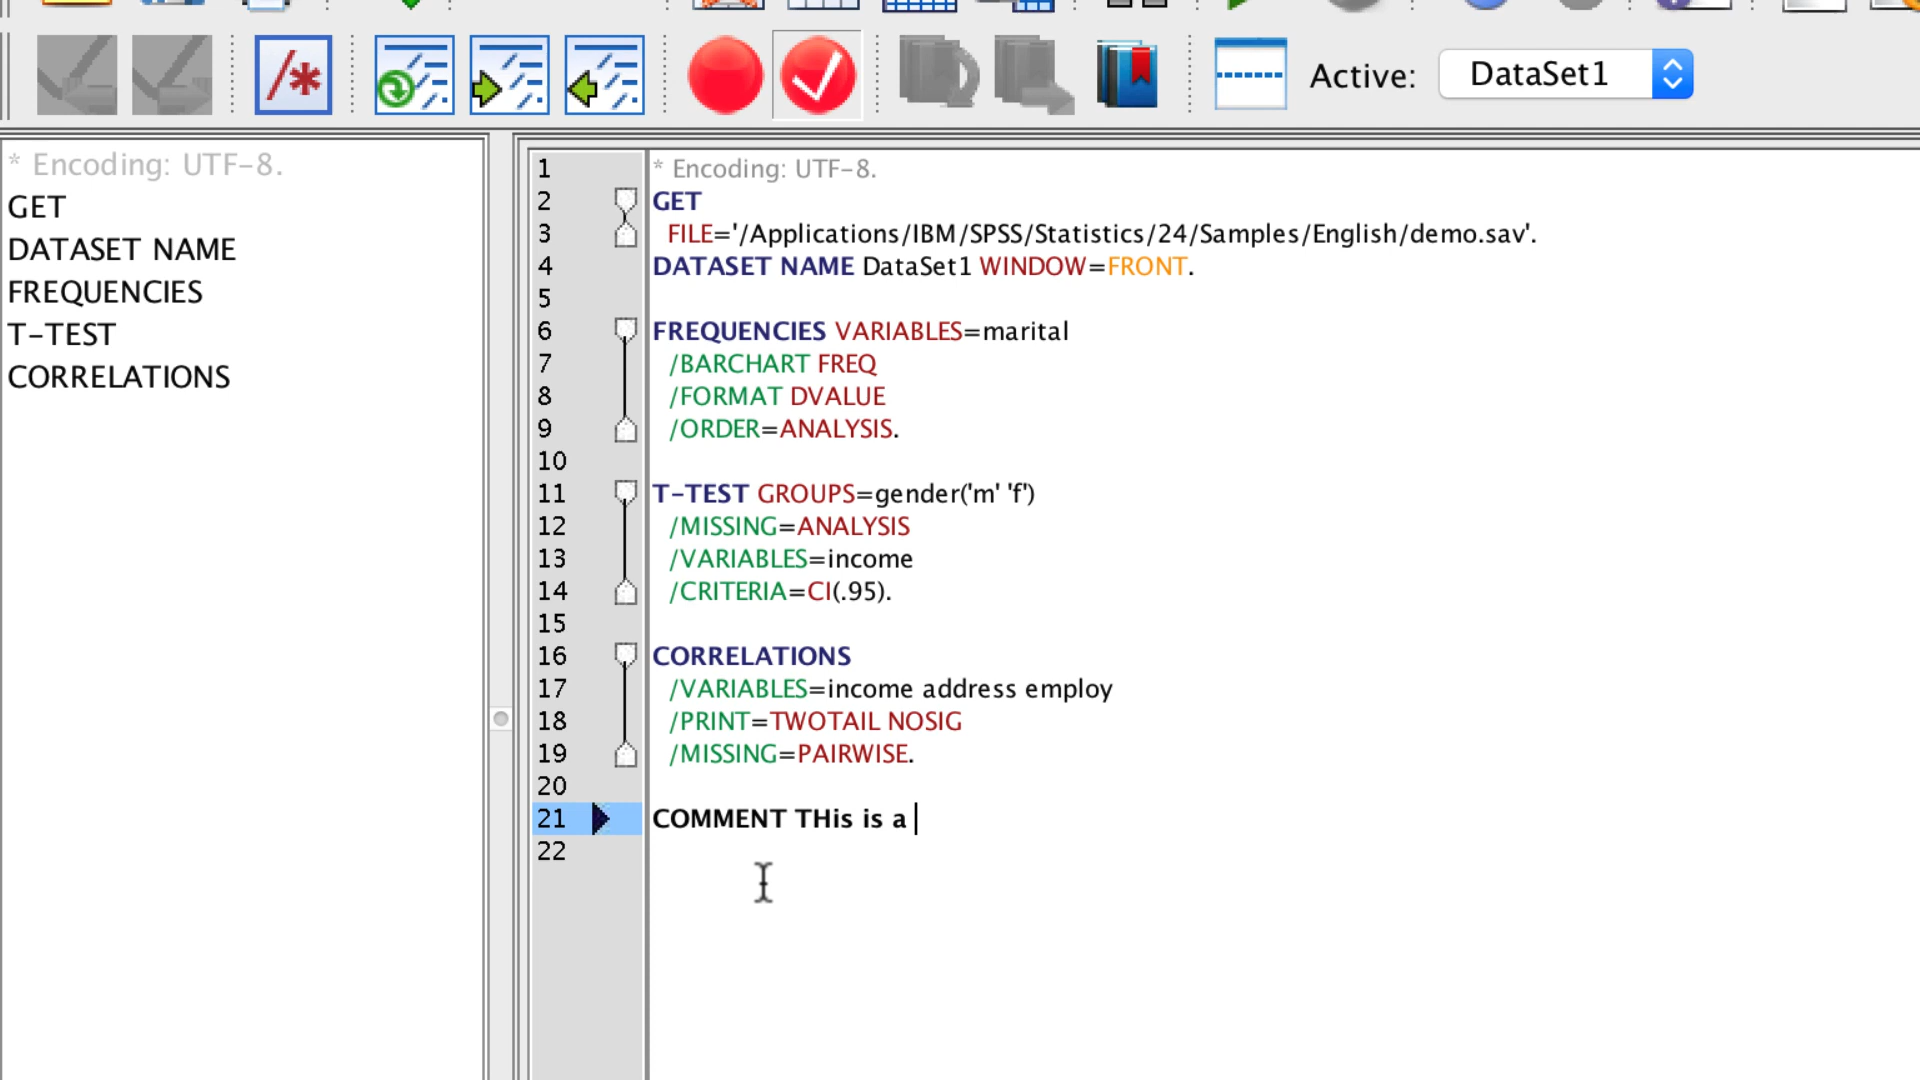 /*
Active:
DataSet1
* Encoding: UTF-8.
GET
DATASET NAME
FREQUENCIES
T-TEST
CORRELATIONS
1 * Encoding: UTF-8.
2 GET
3 FILE='/Applications/IBM/SPSS/Statistics/24/Samples/English/demo.sav'.
4 DATASET NAME DataSet1 WINDOW=FRONT.
5
6 FREQUENCIES VARIABLES=marital
7 /BARCHART FREQ
8 /FORMAT DVALUE
9 /ORDER=ANALYSIS.
10
11 T-TEST GROUPS=gender('m' 'f')
12 /MISSING=ANALYSIS
13 /VARIABLES=income
14 /CRITERIA=CI(.95).
15
16 CORRELATIONS
17 /VARIABLES=income address employ
18 /PRINT=TWOTAIL NOSIG
19 /MISSING=PAIRWISE.
20
21 COMMENT THis is a
22